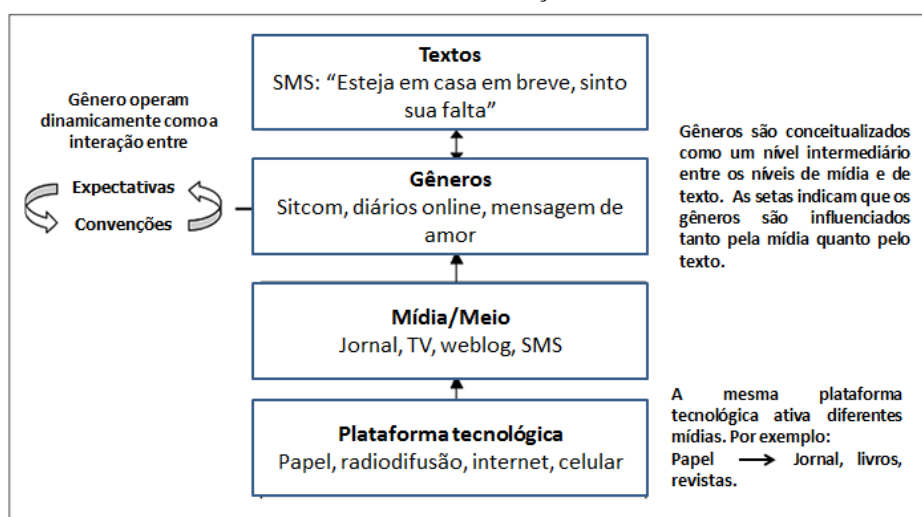 Textos
SMS: “Esteja em casa em breve, sinto
sua falta”
Gênero operam
dinamicamente como a
interação entre
Expectativas
Convenções
Gêneros
Sitcom, diários online, mensagem de
amor
Gêneros são conceitualizados
como um nível intermediário
entre os níveis de mídia e de
texto. As setas indicam que os
gêneros são influenciados
tanto pela mídia quanto pelo
texto.
Mídia/Meio
Jornal, TV, weblog, SMS
Plataforma tecnológica
Papel, radiodifusão, internet, celular
A mesma plataforma
tecnológica ativa diferentes
mídias. Por exemplo:
Papel → Jornal, livros,
revistas.